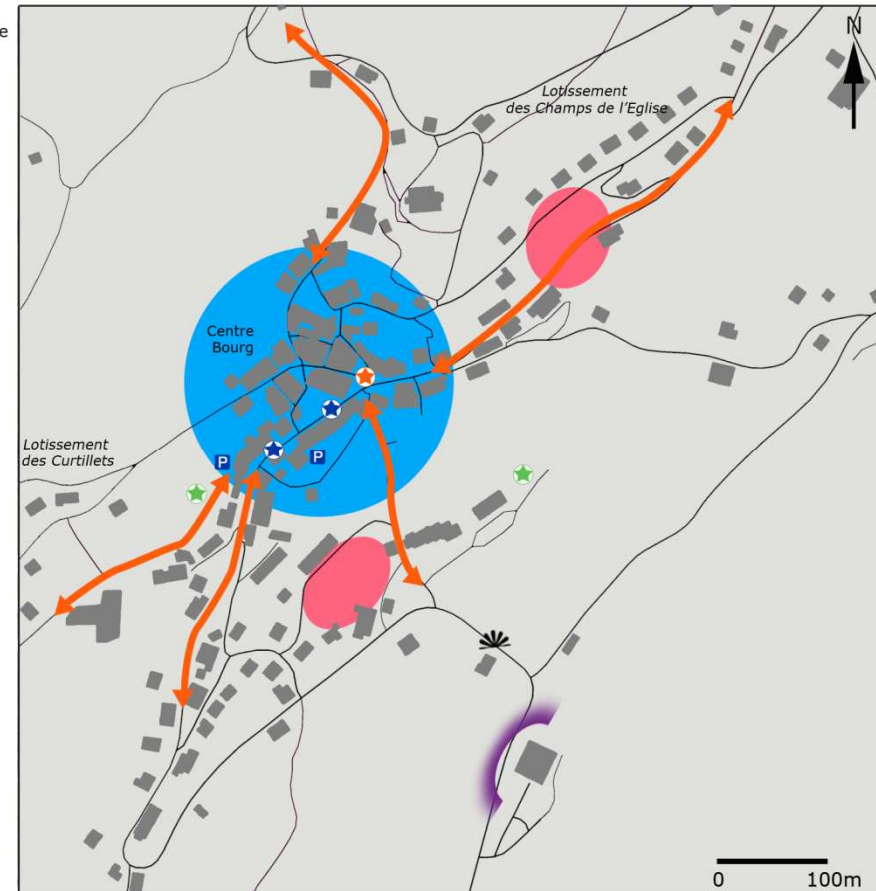 e
N
Lotissement
des Champs de l'Eglise
Centre
Bourg
Lotissement
des Curtillets
P
P
0 100m